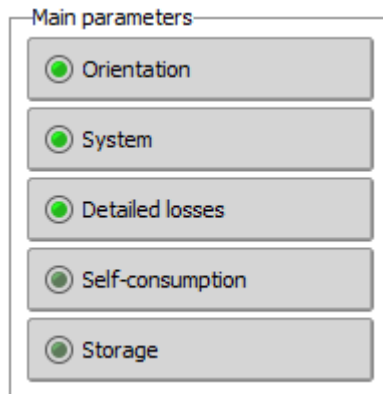 Main parameters
Orientation
System
Detailed losses
Self-consumption
Storage